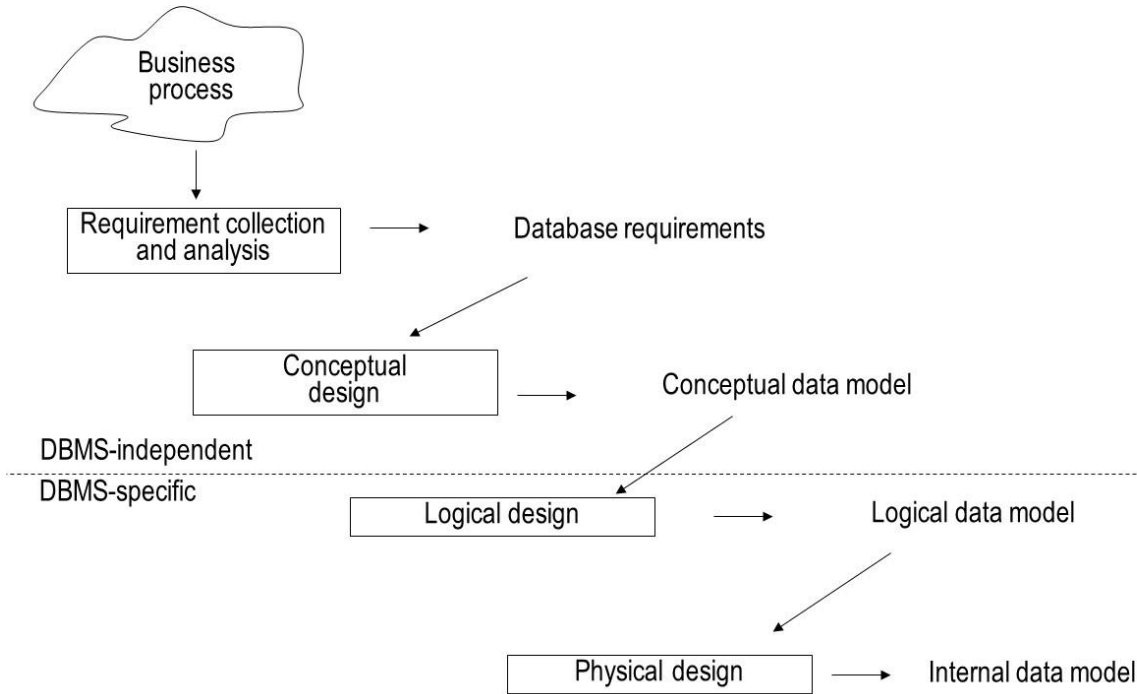 Business
process
Requirement collection
and analysis
Database requirements
Conceptual
design
Conceptual data model
DBMS-independent
DBMS-specific
Logical design
Logical data model
Physical design
Internal data model